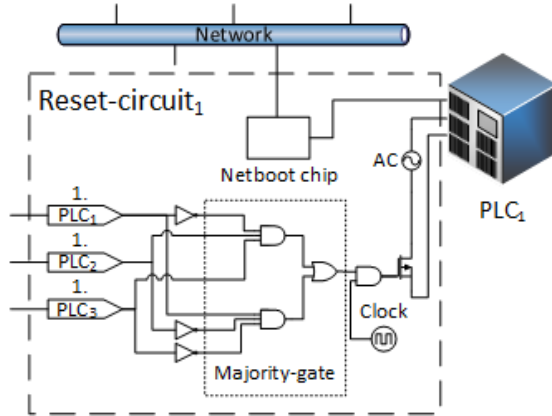 Network
Reset-circuit₁
Netboot chip
AC
PLC₁
1.
PLC₁
1.
PLC₂
1.
PLC₃
Clock
Majority-gate